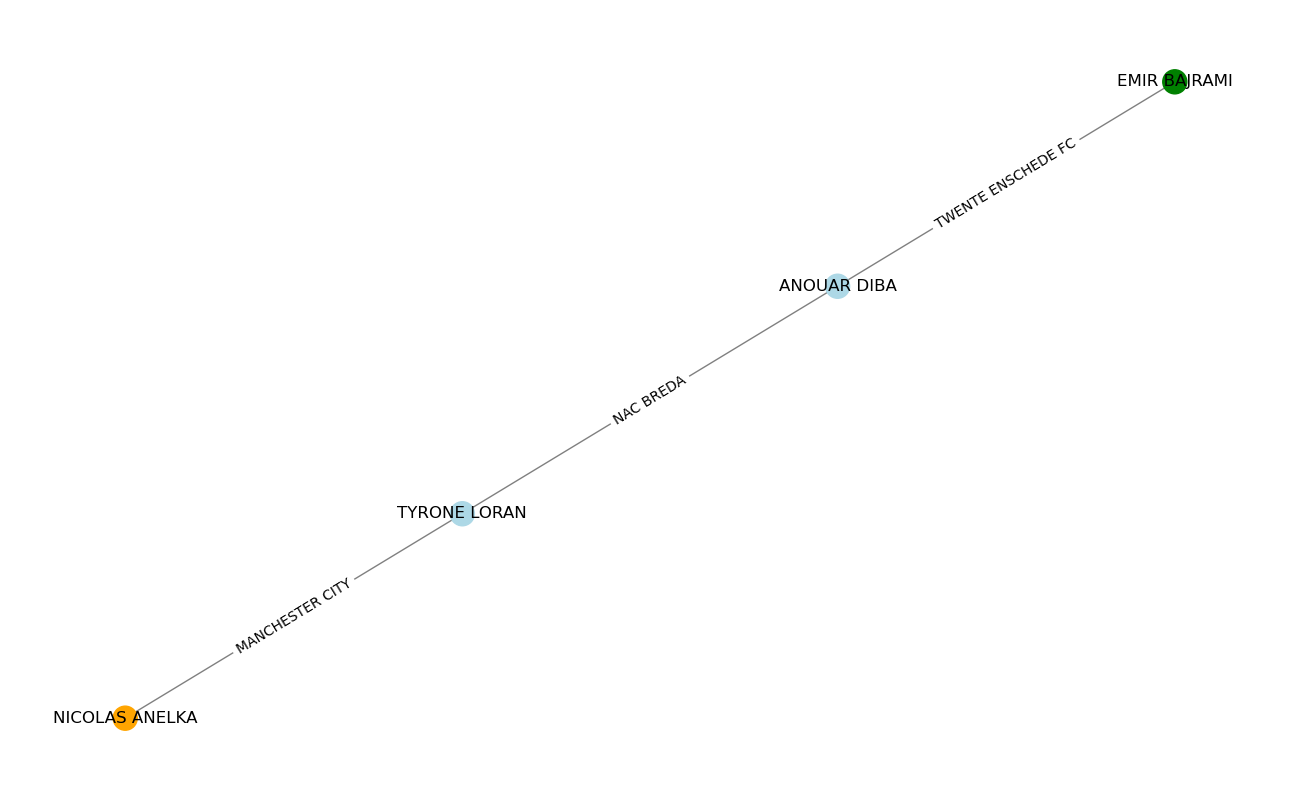 EMIR BAJRAMI
TWENTE ENSCHEDE FC
ANOUAR DIBA
NAC BREDA
TYRONE LORAN
MANCHESTER CITY
NICOLAS ANELKA